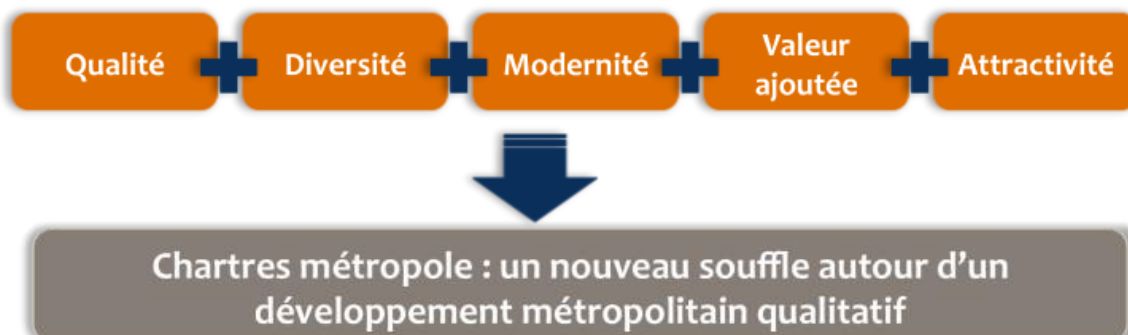 Qualité + Diversité + Modernité + Valeur ajoutée + Attractivité
Chartres métropole : un nouveau souffle autour d’un
développement métropolitain qualitatif